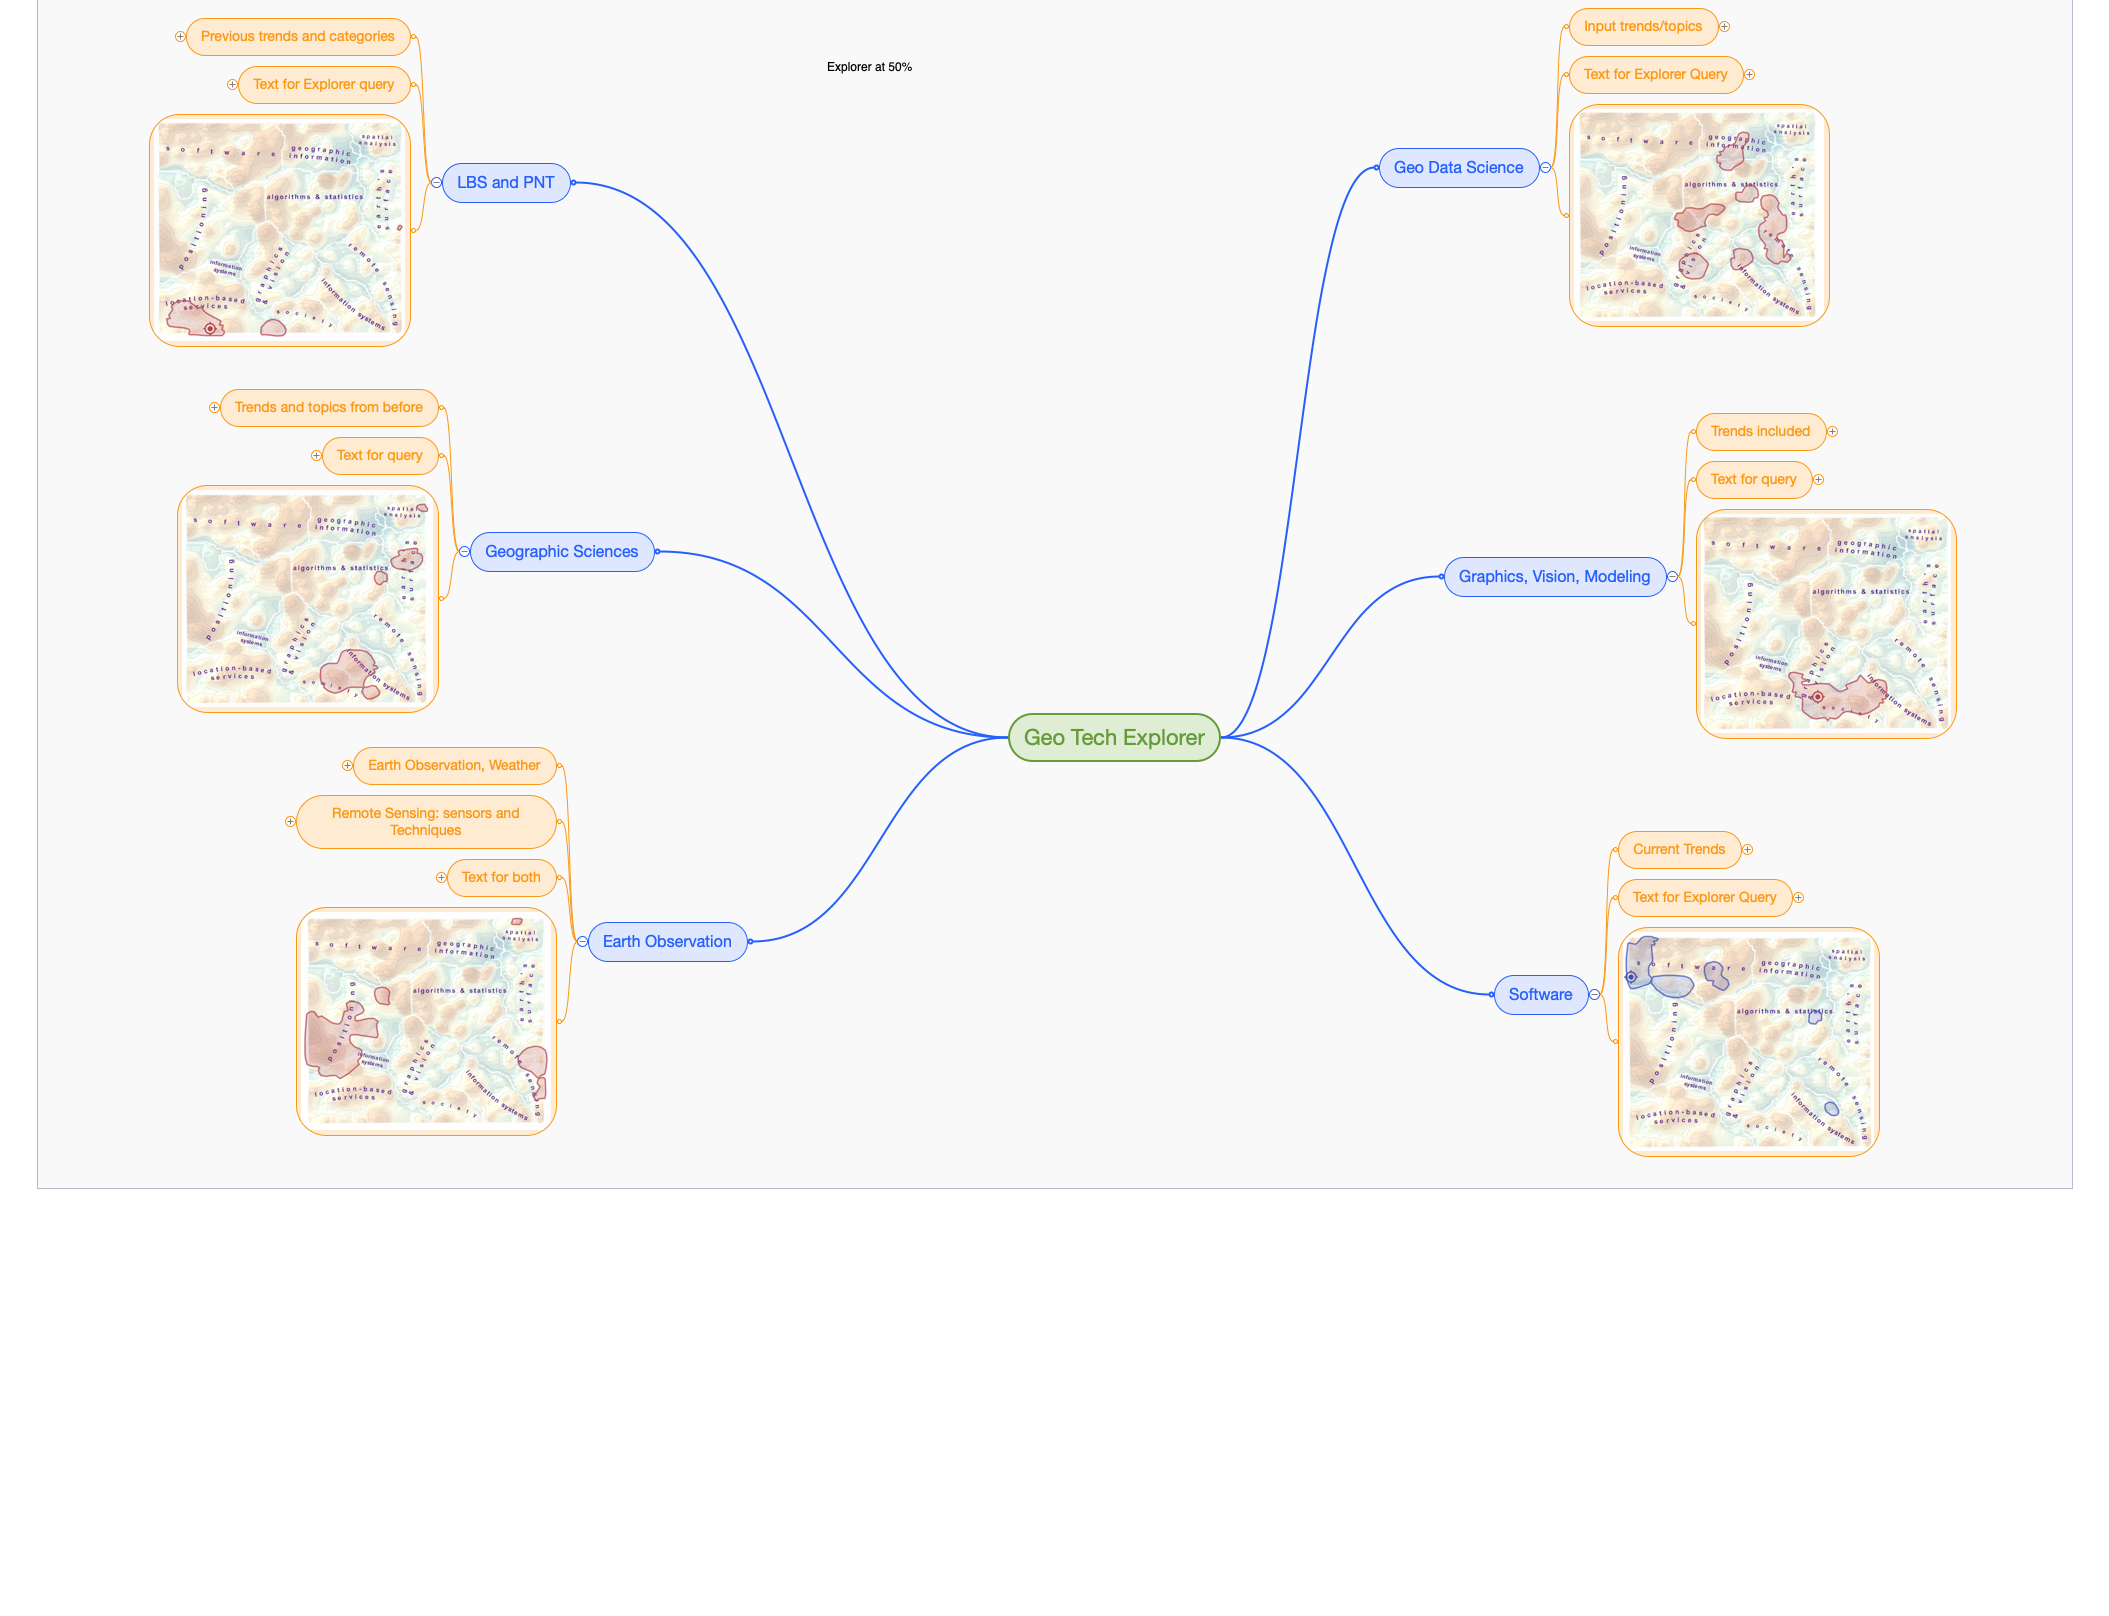 Previous trends and categories
Text for Explorer query
software
geographic
information
spatial
analysis
positioning
algorithms & statistics
earth's
surface
information
systems
graphics
& vision
remote sensing
location-based
services
society
information systems
LBS and PNT
Explorer at 50%
Input trends/topics
Text for Explorer Query
software
geographic
information
spatial
analysis
positioning
algorithms & statistics
earth's
surface
information
systems
graphics
& vision
remote sensing
location-based
services
society
information systems
Geo Data Science
Trends and topics from before
Text for query
software
geographic
information
spatial
analysis
positioning
algorithms & statistics
earth's
surface
information
systems
graphics
& vision
remote sensing
location-based
services
society
information systems
Geographic Sciences
Trends included
Text for query
software
geographic
information
spatial
analysis
positioning
algorithms & statistics
earth's
surface
information
systems
graphics
& vision
remote sensing
location-based
services
society
information systems
Graphics, Vision, Modeling
Geo Tech Explorer
Earth Observation, Weather
Remote Sensing: sensors and
Techniques
Text for both
software
geographic
information
spatial
analysis
positioning
algorithms & statistics
earth's
surface
information
systems
graphics
& vision
remote sensing
location-based
services
society
information systems
Earth Observation
Current Trends
Text for Explorer Query
software
geographic
information
spatial
analysis
positioning
algorithms & statistics
earth's
surface
information
systems
graphics
& vision
remote sensing
location-based
services
society
information systems
Software